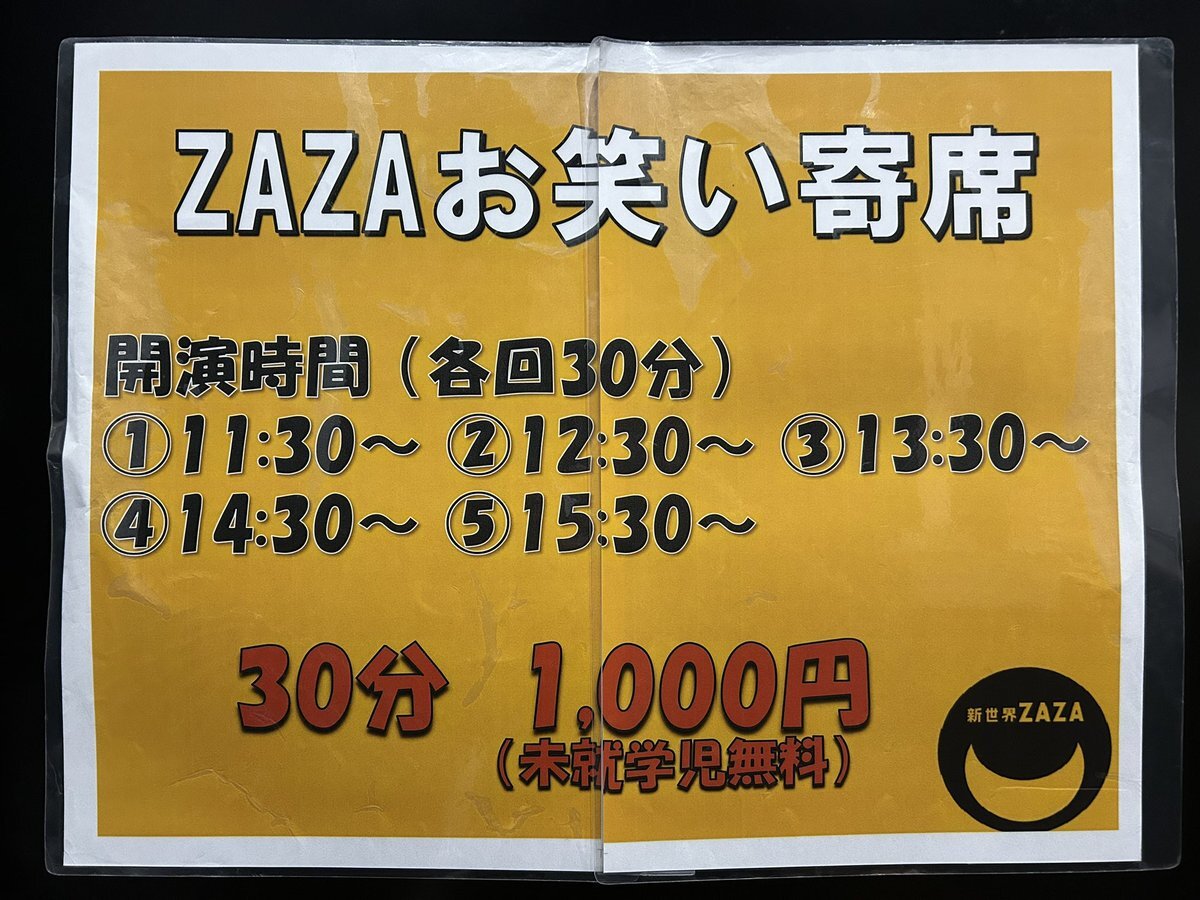 ZAZAお笑い寄席
開演時間（各回30分）
①11:30～ ②12:30～ ③13:30～
④14:30～ ⑤15:30～
30分 1,000円
（未就学児無料）
新世界ZAZA